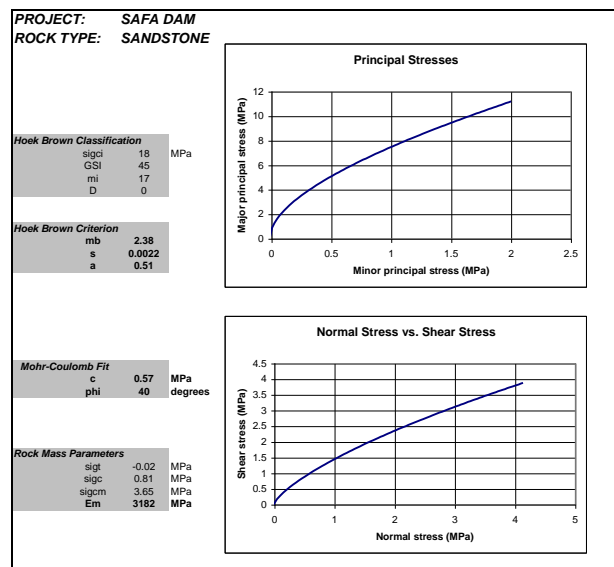 PROJECT: SAFA DAM
ROCK TYPE: SANDSTONE
Hoek Brown Classification
sigci 18 MPa
GSI 45
mi 17
D 0
Hoek Brown Criterion
mb 2.38
s 0.0022
a 0.51
Mohr-Coulomb Fit
c 0.57 MPa
phi 40 degrees
Rock Mass Parameters
sigt -0.02 MPa
sigc 0.81 MPa
sigcm 3.65 MPa
Em 3182 MPa
Principal Stresses
Major principal stress (MPa)
12
10
8
6
4
2
0
0 0.5 1 1.5 2 2.5
Minor principal stress (MPa)
Normal Stress vs. Shear Stress
Shear stress (MPa)
4.5
4
3.5
3
2.5
2
1.5
1
0.5
0
0 1 2 3 4 5
Normal stress (MPa)